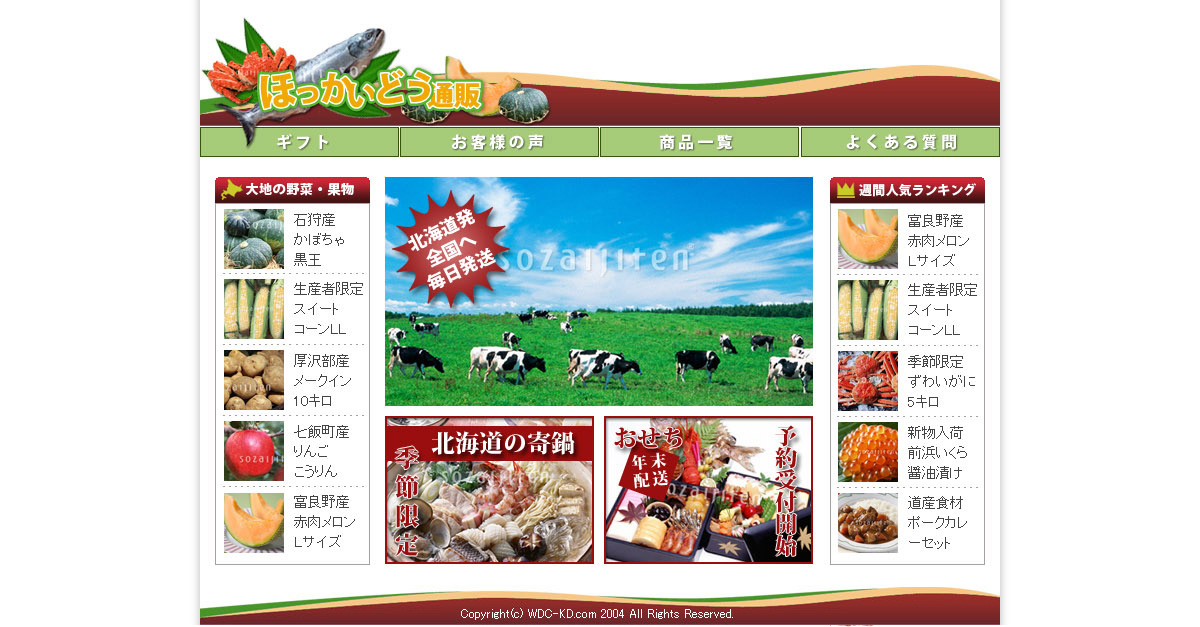 ほっかいどう通販
ギフト
お客様の声
商品一覧
よくある質問
大地の野菜・果物
石狩産
かぼちゃ
黒王
生産者限定
スイート
コーンLL
厚沢部産
メークイン
10キロ
七飯町産
りんご
こうりん
富良野産
赤肉メロン
Lサイズ
北海道発
全国へ
毎日発送
sozaijiten
北海道の寄鍋
季節限定
おせち
年末
配送
予約受付開始
週間人気ランキング
富良野産
赤肉メロン
Lサイズ
生産者限定
スイート
コーンLL
季節限定
ずわいがに
5キロ
新物入荷
前浜いくら
醤油漬け
道産食材
ポークカレ
ーセット
Copyright(c) WDC-KD.com 2004 All Rights Reserved.